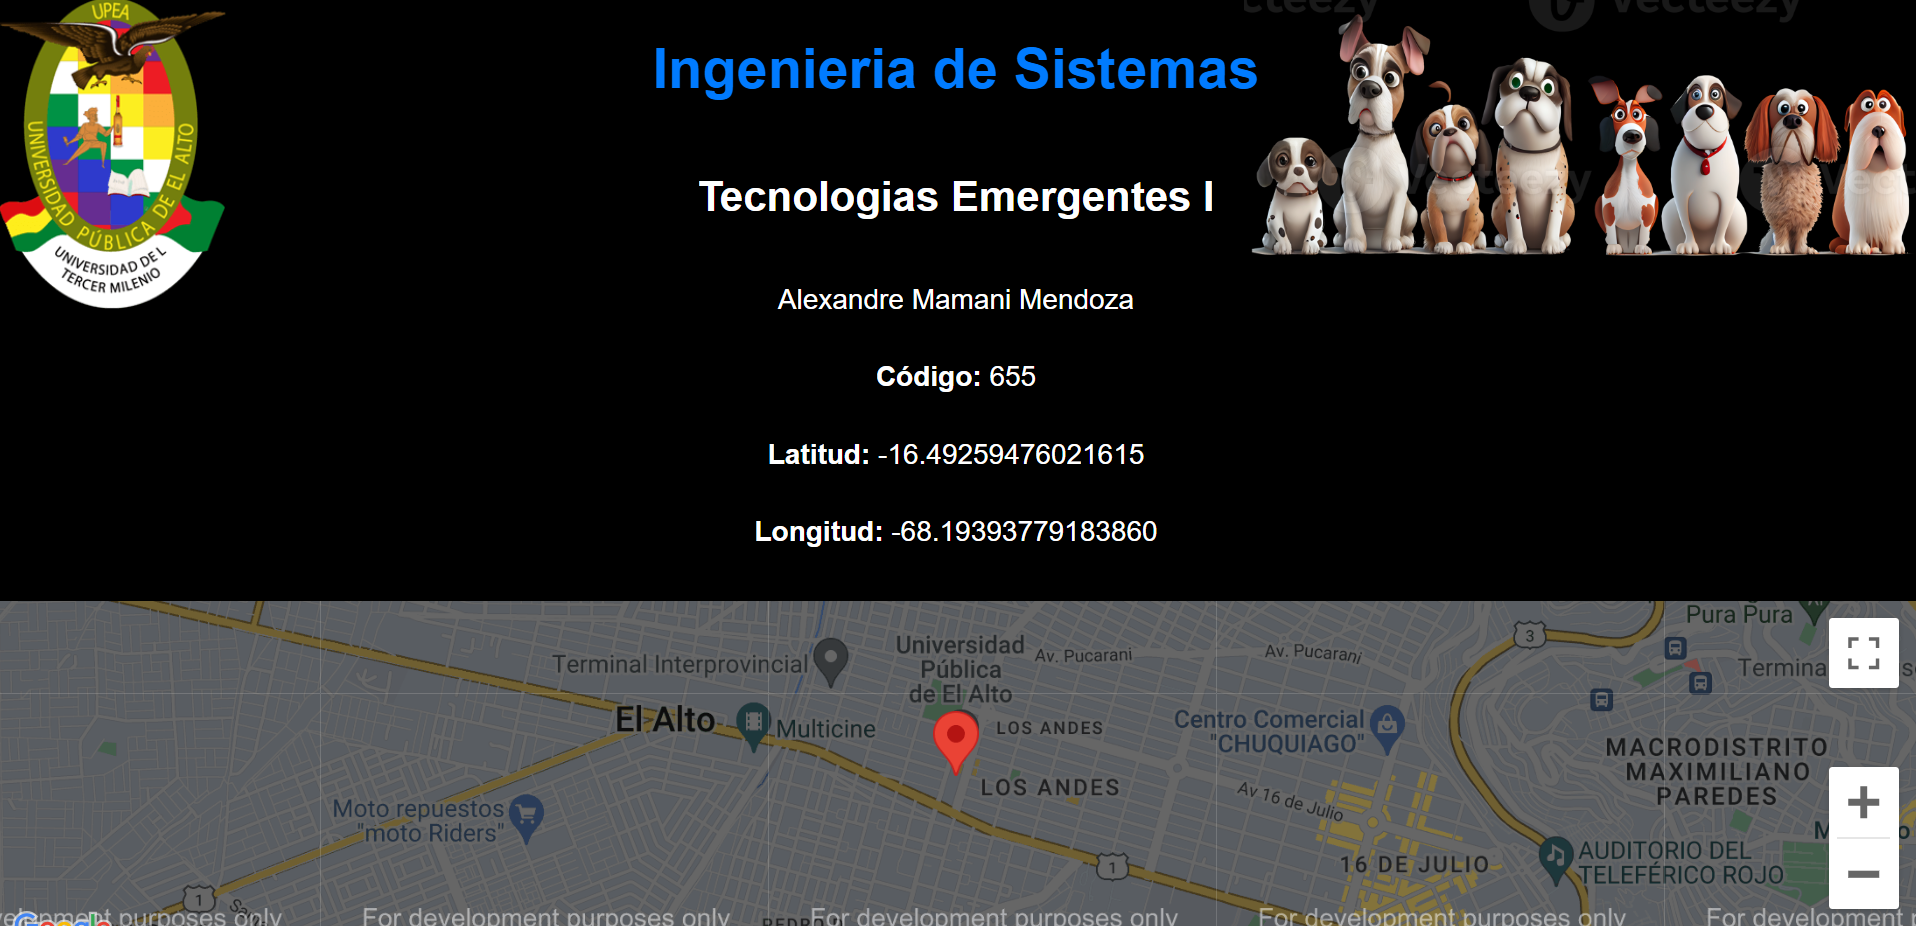 UPEA
UNIVERSIDAD PÚBLICA DE EL ALTO
UNIVERSIDAD DEL
TERCER MILENIO
vecteezy
Ingenieria de Sistemas
Tecnologias Emergentes I
Vecteezy
Alexandre Mamani Mendoza
Código: 655
Latitud: -16.49259476021615
Longitud: -68.19393779183860
Pura Pura
3
Universidad
Pública
de El Alto
Av. Pucarani
Av. Pucarani
Terminal Interprovincial
Terminal
El Alto
Multicine
LOS ANDES
Centro Comercial
"CHUQUIAGO"
MACRODISTRITO
MAXIMILIANO
PAREDES
LOS ANDES
Av 16 de Julio
Moto repuestos
"moto Riders"
16 DE JULIO
AUDITORIO DEL
TELEFÉRICO ROJO
1
1
Google
purposes only
For development purposes only
For development purposes only
For development purposes only
For development